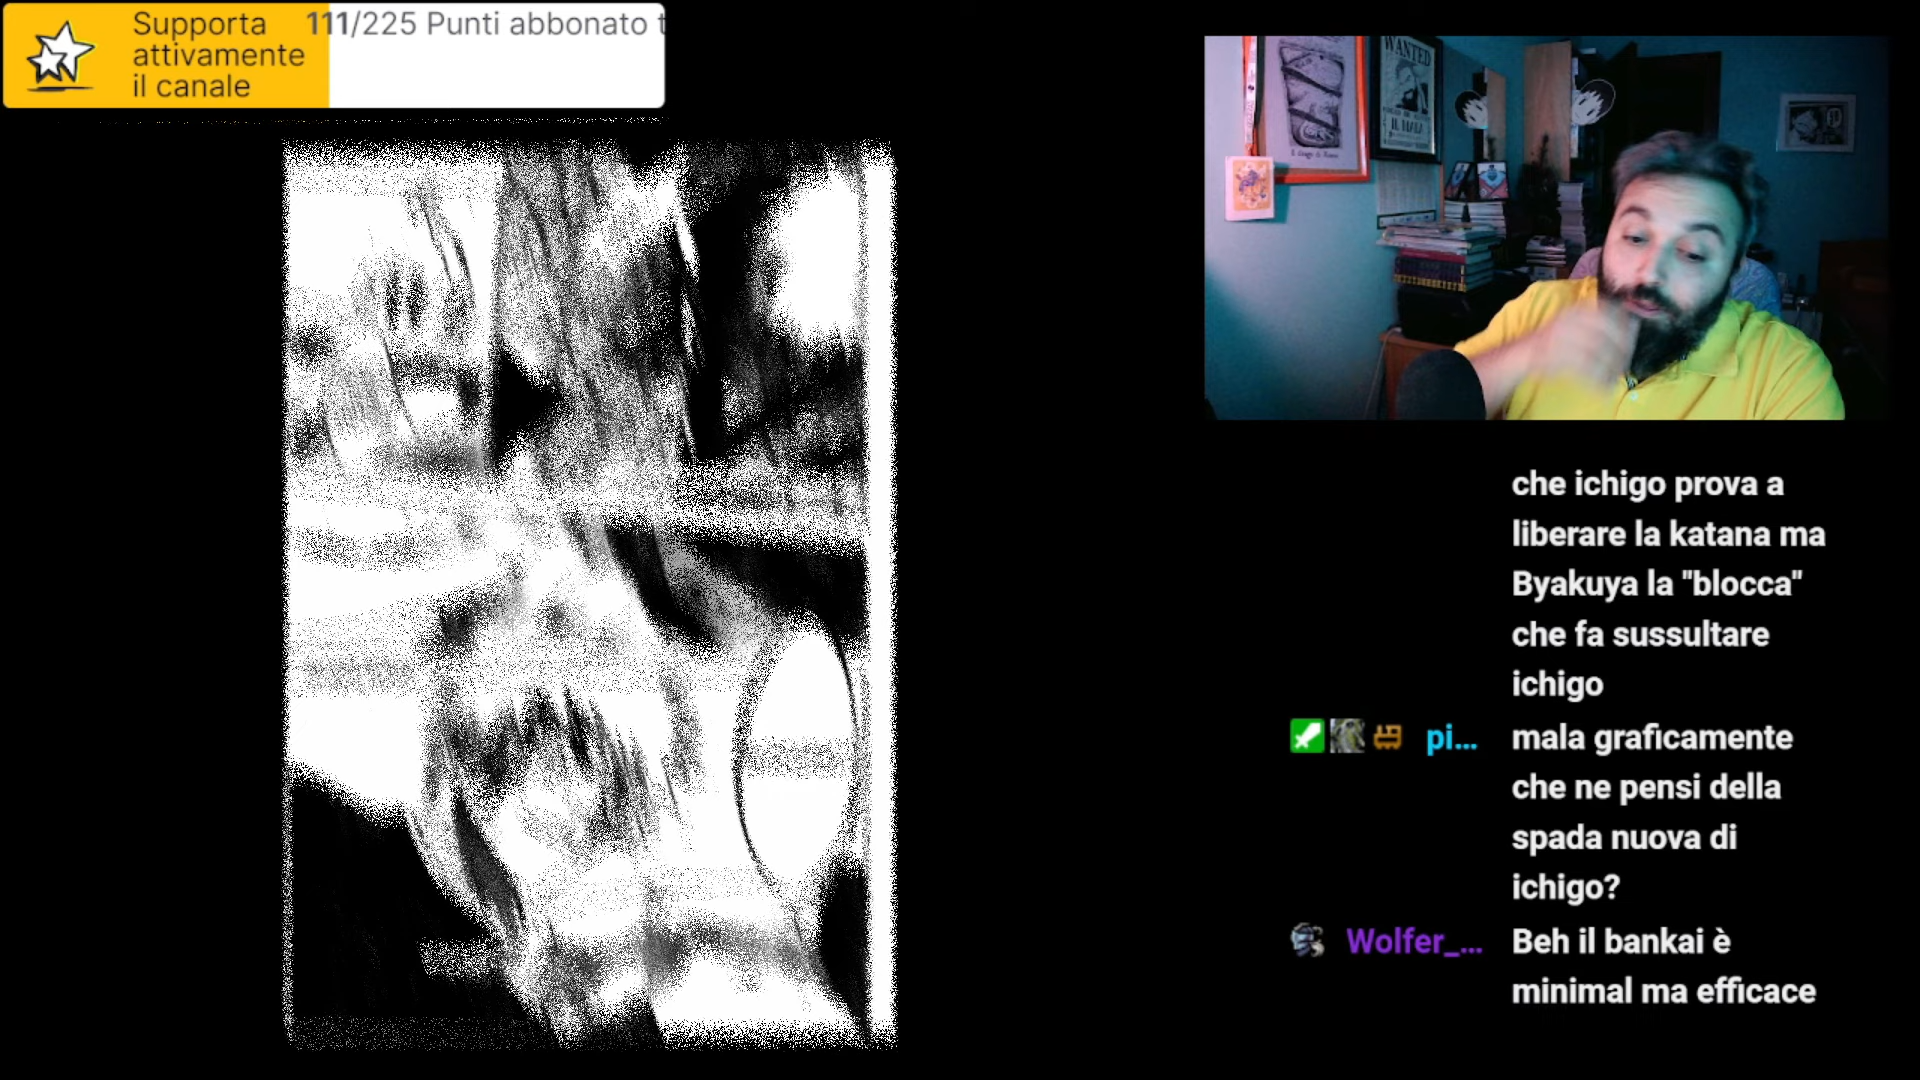 Supporta
attivamente
il canale
111/225 Punti abbonato t
WANTED
che ichigo prova a
liberare la katana ma
Byakuya la "blocca"
che fa sussultare
ichigo
pi... mala graficamente
che ne pensi della
spada nuova di
ichigo?
Wolfer_... Beh il bankai è
minimal ma efficace